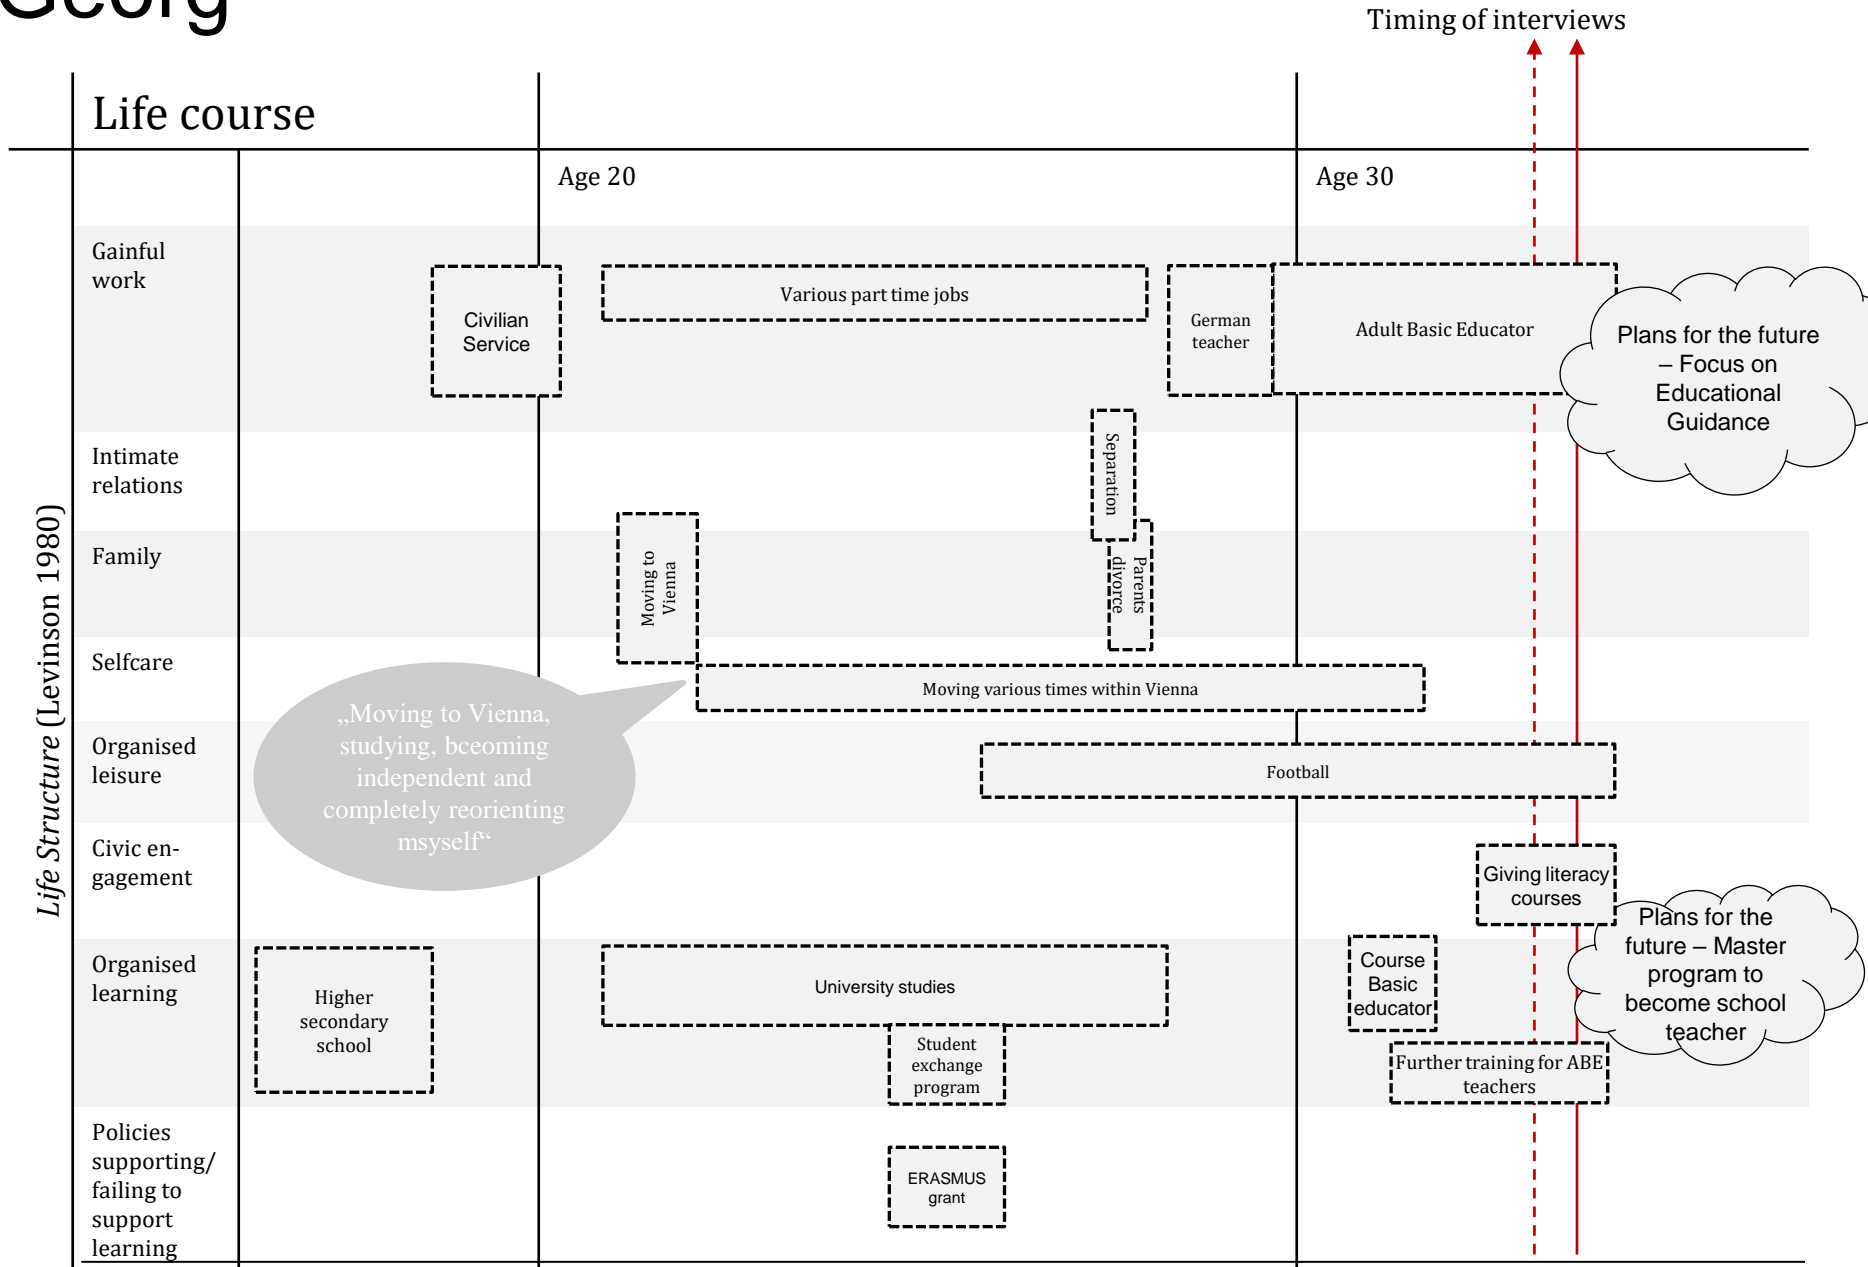 Georg
Timing of interviews
Life course
Age 20
Age 30
Life Structure (Levinson 1980)
Gainful
work
Civilian
Service
Various part time jobs
German
teacher
Adult Basic Educator
Plans for the future
– Focus on
Educational
Guidance
Intimate
relations
Separation
Family
Moving to
Vienna
Parents
divorce
Selfcare
Moving various times within Vienna
„Moving to Vienna,
studying, bceoming
independent and
completely reorienting
msyself“
Organised
leisure
Football
Civic en-
gagement
Giving literacy
courses
Plans for the
future – Master
program to
become school
teacher
Organised
learning
Higher
secondary
school
University studies
Student
exchange
program
Course
Basic
educator
Further training for ABE
teachers
Policies
supporting/
failing to
support
learning
ERASMUS
grant